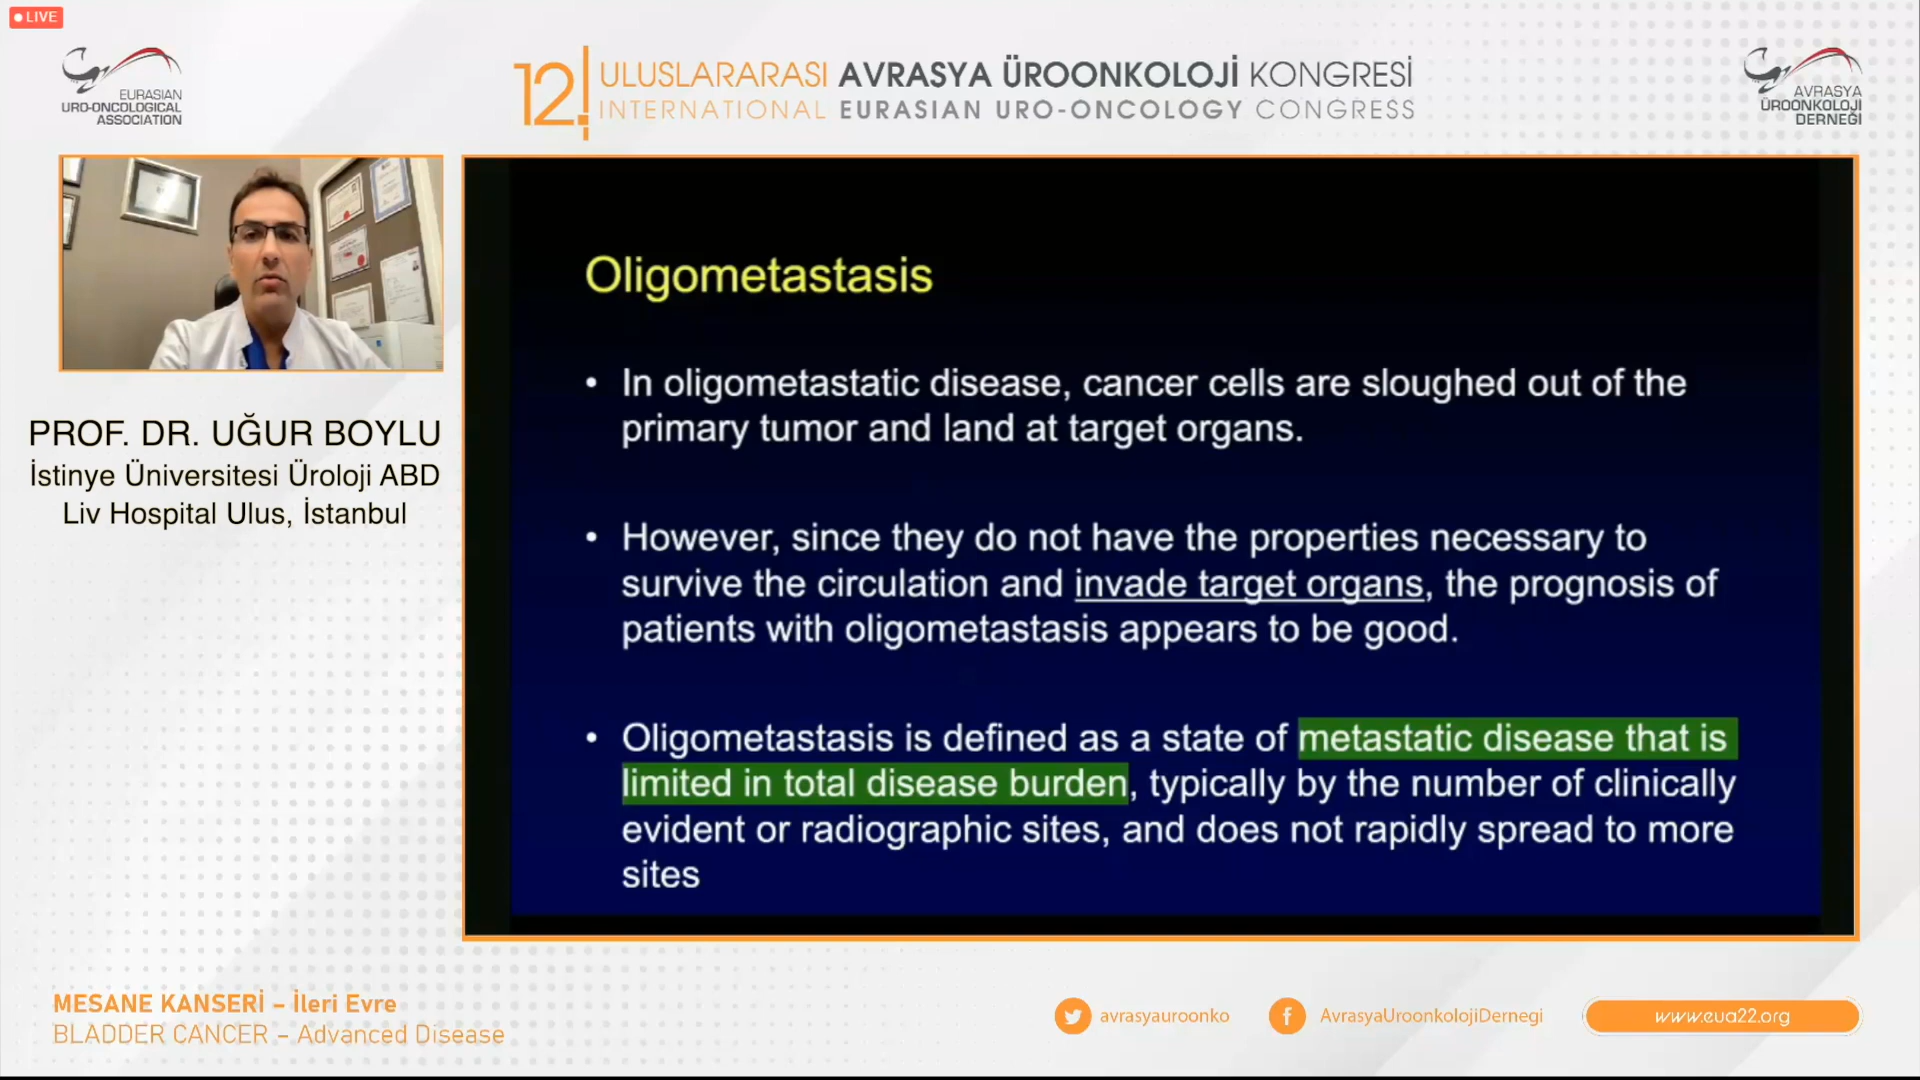 LIVE
EURASIAN
URO-ONCOLOGICAL
ASSOCIATION
12.
ULUSLARARASI AVRASYA ÜROONKOLOJİ KONGRESİ
INTERNATIONAL EURASIAN URO-ONCOLOGY CONGRESS
AVRASYA
ÜROONKOLOJİ
DERNEĞİ
PROF. DR. UĞUR BOYLU
İstinye Üniversitesi Üroloji ABD
Liv Hospital Ulus, İstanbul
Oligometastasis
• In oligometastatic disease, cancer cells are sloughed out of the
primary tumor and land at target organs.
• However, since they do not have the properties necessary to
survive the circulation and invade target organs, the prognosis of
patients with oligometastasis appears to be good.
• Oligometastasis is defined as a state of metastatic disease that is
limited in total disease burden, typically by the number of clinically
evident or radiographic sites, and does not rapidly spread to more
sites
MESANE KANSERİ – İleri Evre
BLADDER CANCER – Advanced Disease
avrasyauroonko
AvrasyaUroonkolojiDernegi
www.eua22.org